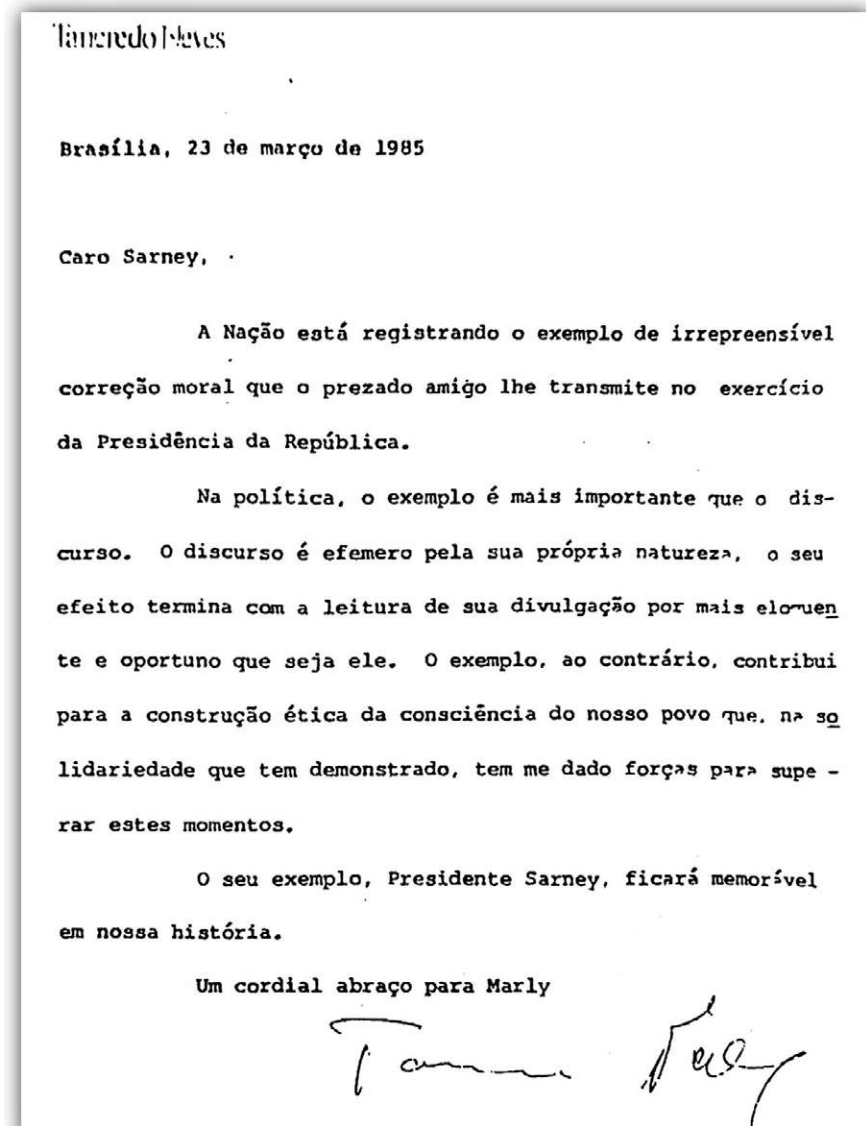 Tancredo Neves
Brasília, 23 de março de 1985
Caro Sarney,
A Nação está registrando o exemplo de irrepreensível
correção moral que o prezado amigo lhe transmite no exercício
da Presidência da República.
Na política, o exemplo é mais importante que o dis-
curso. O discurso é efemero pela sua própria natureza, o seu
efeito termina com a leitura de sua divulgação por mais eloquen
te e oportuno que seja ele. O exemplo, ao contrário, contribui
para a construção ética da consciência do nosso povo que, na so
lidariedade que tem demonstrado, tem me dado forças para supe -
rar estes momentos.
O seu exemplo, Presidente Sarney, ficará memorível
em nossa história.
Um cordial abraço para Marly
Tancredo Neves